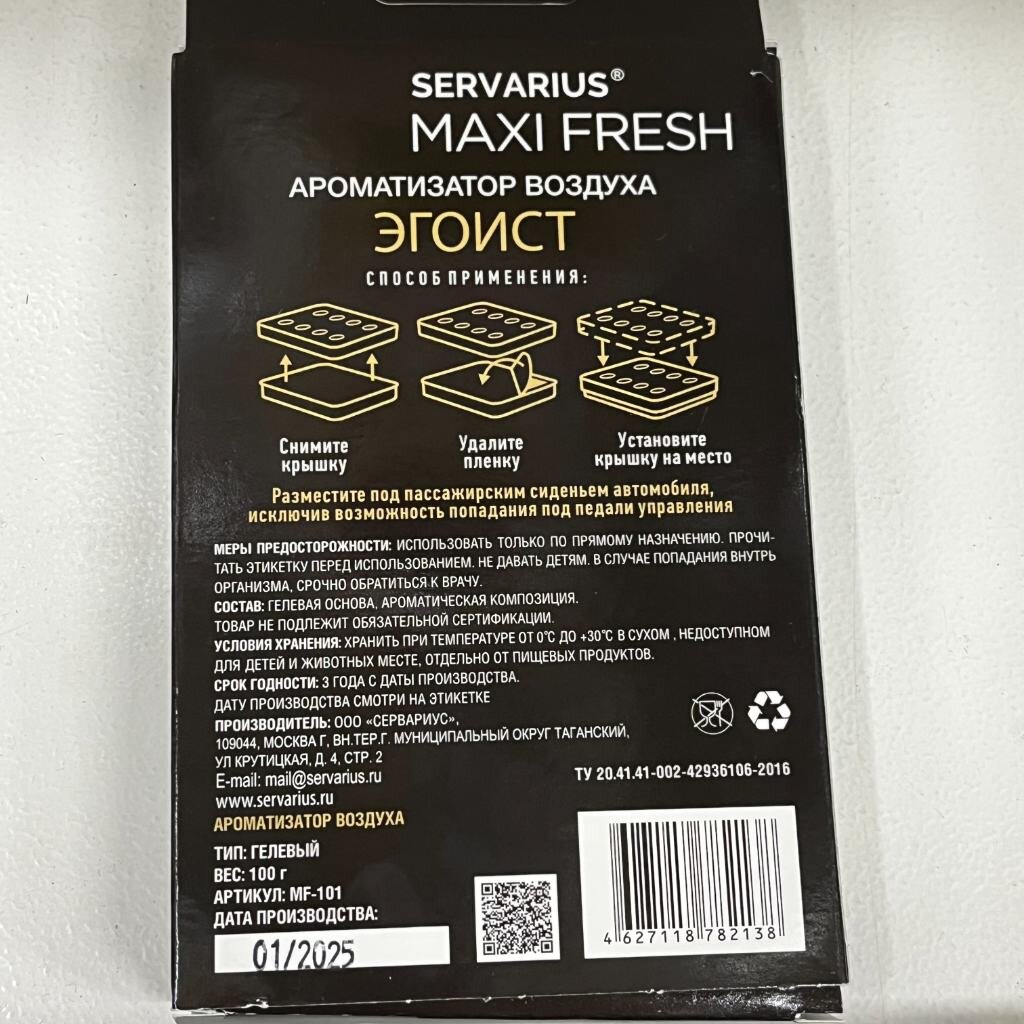 SERVARIUS®
MAXI FRESH
АРОМАТИЗАТОР ВОЗДУХА
ЭГОИСТ
СПОСОБ ПРИМЕНЕНИЯ:
Снимите
крышку
Удалите
пленку
Установите
крышку на место
Разместите под пассажирским сиденьем автомобиля,
исключив возможность попадания под педали управления
МЕРЫ ПРЕДОСТОРОЖНОСТИ: ИСПОЛЬЗОВАТЬ ТОЛЬКО ПО ПРЯМОМУ НАЗНАЧЕНИЮ. ПРОЧИ-
ТАТЬ ЭТИКЕТКУ ПЕРЕД ИСПОЛЬЗОВАНИЕМ. НЕ ДАВАТЬ ДЕТЯМ. В СЛУЧАЕ ПОПАДАНИЯ ВНУТРЬ
ОРГАНИЗМА, СРОЧНО ОБРАТИТЬСЯ К ВРАЧУ.
СОСТАВ: ГЕЛЕВАЯ ОСНОВА, АРОМАТИЧЕСКАЯ КОМПОЗИЦИЯ.
ТОВАР НЕ ПОДЛЕЖИТ ОБЯЗАТЕЛЬНОЙ СЕРТИФИКАЦИИ.
УСЛОВИЯ ХРАНЕНИЯ: ХРАНИТЬ ПРИ ТЕМПЕРАТУРЕ ОТ 0°С ДО +30°С В СУХОМ , НЕДОСТУПНОМ
ДЛЯ ДЕТЕЙ И ЖИВОТНЫХ МЕСТЕ, ОТДЕЛЬНО ОТ ПИЩЕВЫХ ПРОДУКТОВ.
СРОК ГОДНОСТИ: 3 ГОДА С ДАТЫ ПРОИЗВОДСТВА.
ДАТУ ПРОИЗВОДСТВА СМОТРИ НА ЭТИКЕТКЕ
ПРОИЗВОДИТЕЛЬ: ООО «СЕРВАРИУС»,
109044, МОСКВА Г, ВН.ТЕР.Г. МУНИЦИПАЛЬНЫЙ ОКРУГ ТАГАНСКИЙ,
УЛ КРУТИЦКАЯ, Д. 4, СТР. 2
E-mail: mail@servarius.ru
www.servarius.ru
ТУ 20.41.41-002-42936106-2016
АРОМАТИЗАТОР ВОЗДУХА
ТИП: ГЕЛЕВЫЙ
ВЕС: 100 г
АРТИКУЛ: MF-101
ДАТА ПРОИЗВОДСТВА:
01/2025
4 627118 782138